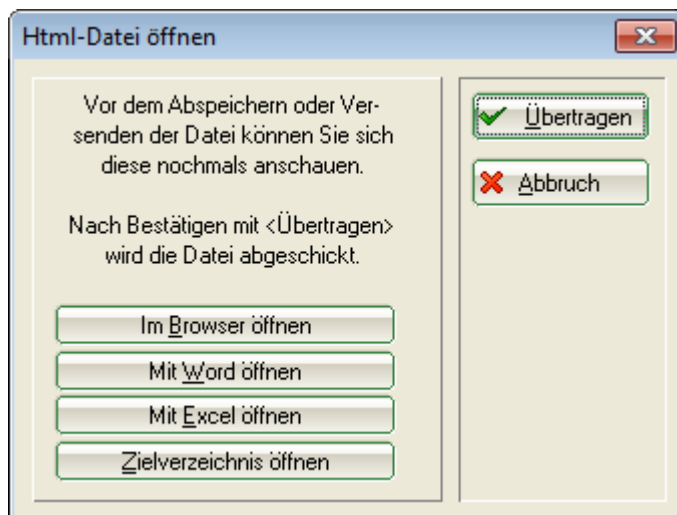 Html-Datei öffnen
Vor dem Abspeichern oder Ver-
senden der Datei können Sie sich
diese nochmals anschauen.
Nach Bestätigen mit <Übertragen>
wird die Datei abgeschickt.
Im Browser öffnen
Mit Word öffnen
Mit Excel öffnen
Zielverzeichnis öffnen
Übertragen
Abbruch